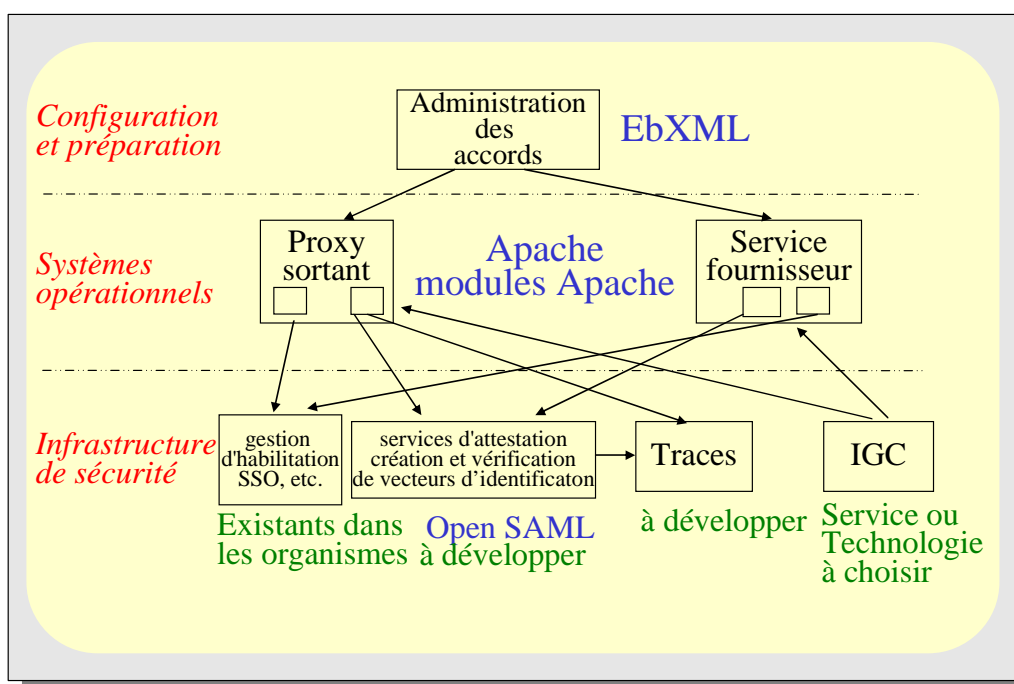 Configuration
et préparation
Administration
des
accords
EbXML
Systèmes
opérationnels
Proxy
sortant
Apache
modules Apache
Service
fournisseur
Infrastructure
de sécurité
gestion
d'habilitation
SSO, etc.
services d'attestation
création et vérification
de vecteurs d’identificaton
Traces
IGC
Existants dans
les organismes
Open SAML
à développer
à développer
Service ou
Technologie
à choisir